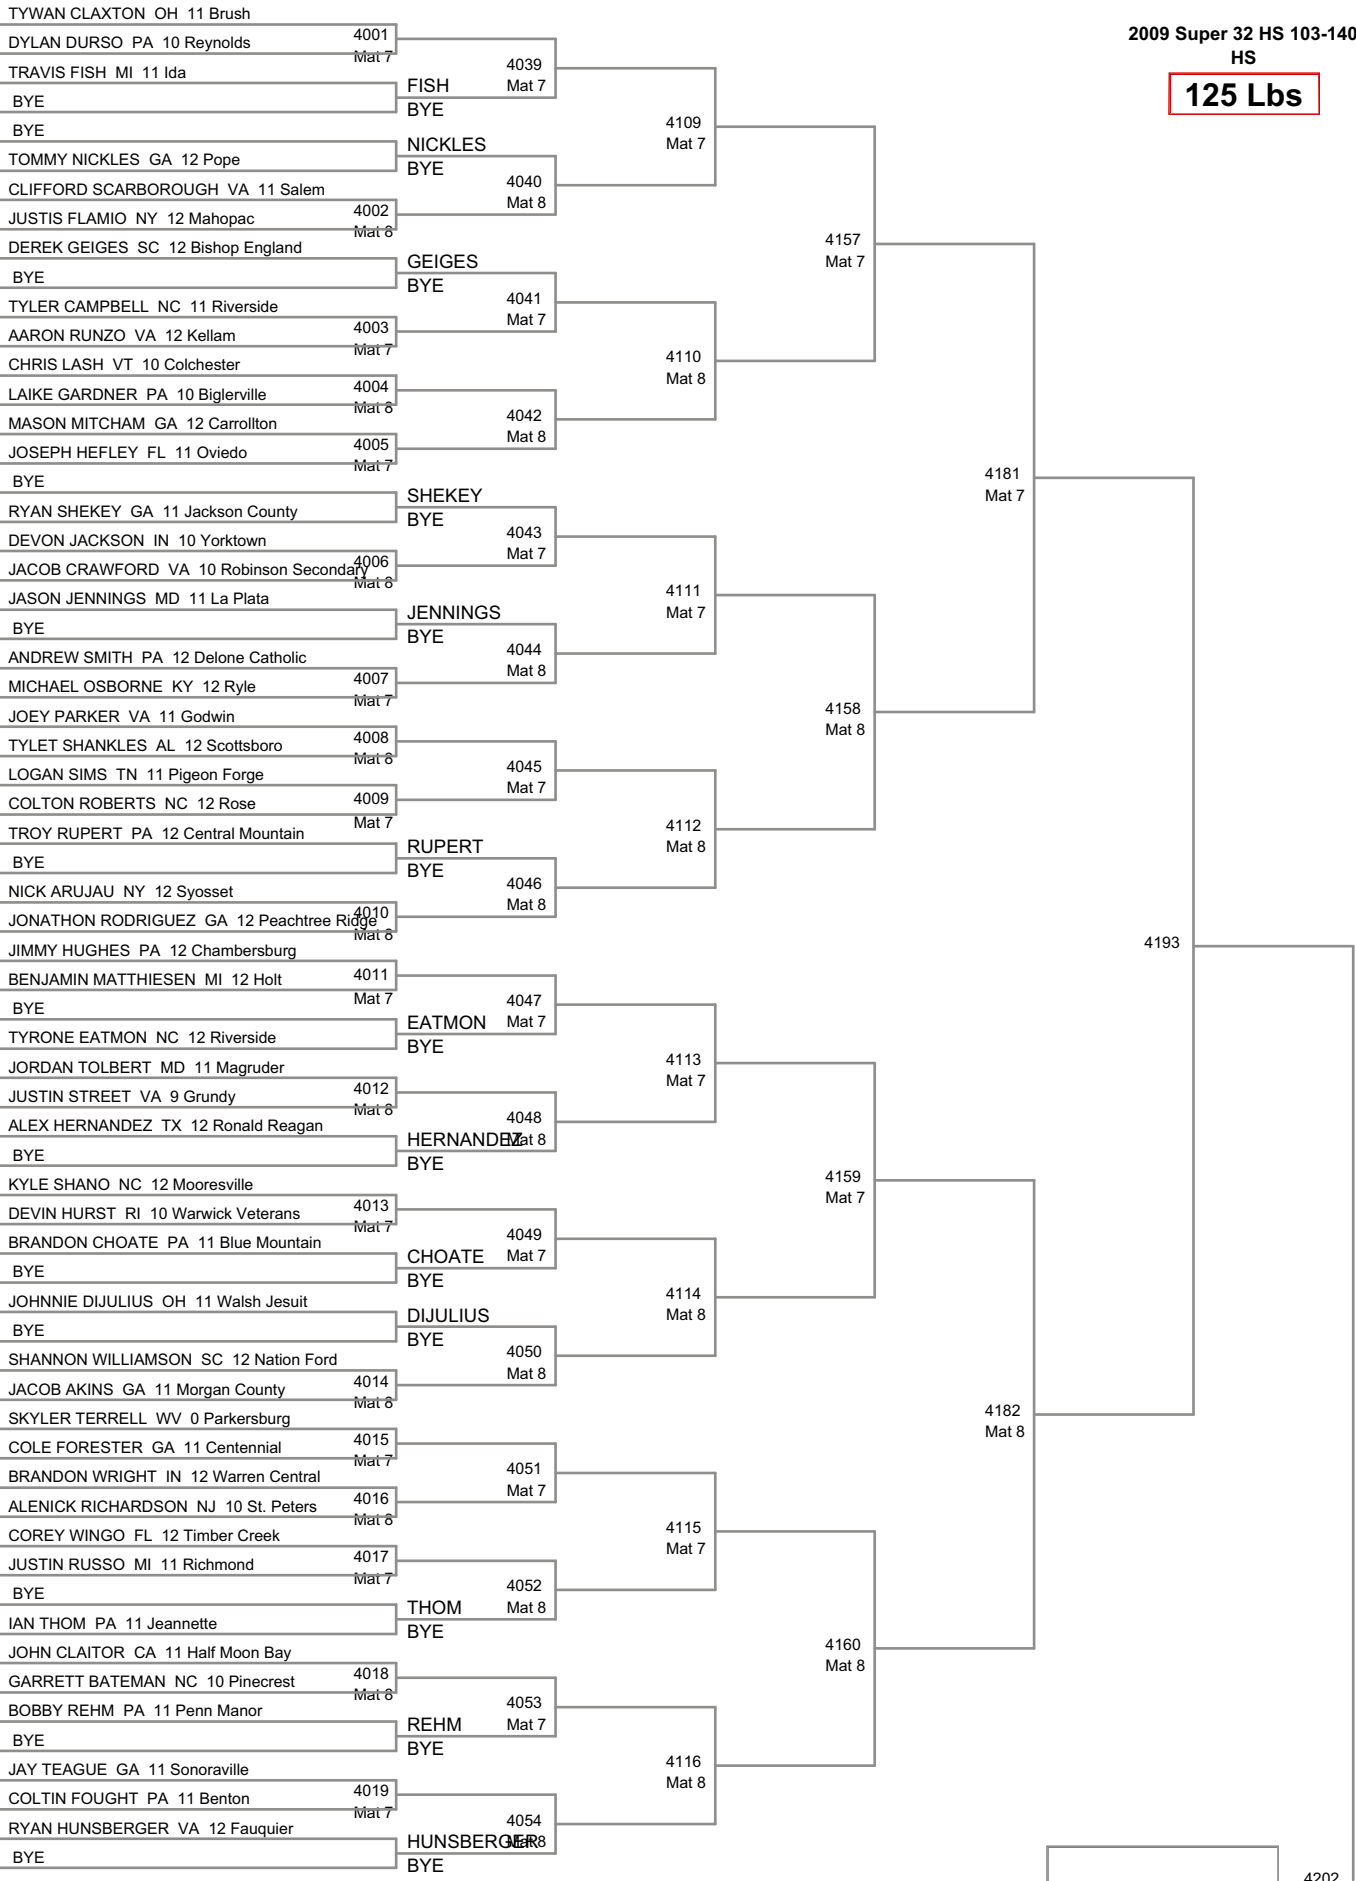 2009 Super 32 HS 103-140
HS
125 Lbs
TYWAN CLAXTON OH 11 Brush
DYLAN DURSO PA 10 Reynolds
TRAVIS FISH MI 11 Ida
BYE
BYE
TOMMY NICKLES GA 12 Pope
CLIFFORD SCARBOROUGH VA 11 Salem
JUSTIS FLAMIO NY 12 Mahopac
DEREK GEIGES SC 12 Bishop England
BYE
TYLER CAMPBELL NC 11 Riverside
AARON RUNZO VA 12 Kellam
CHRIS LASH VT 10 Colchester
LAIKE GARDNER PA 10 Biglerville
MASON MITCHAM GA 12 Carrollton
JOSEPH HEFLEY FL 11 Oviedo
BYE
RYAN SHEKEY GA 11 Jackson County
DEVON JACKSON IN 10 Yorktown
JACOB CRAWFORD VA 10 Robinson Secondary
JASON JENNINGS MD 11 La Plata
BYE
ANDREW SMITH PA 12 Delone Catholic
MICHAEL OSBORNE KY 12 Ryle
JOEY PARKER VA 11 Godwin
TYLET SHANKLES AL 12 Scottsboro
LOGAN SIMS TN 11 Pigeon Forge
COLTON ROBERTS NC 12 Rose
TROY RUPERT PA 12 Central Mountain
BYE
NICK ARUJAU NY 12 Syosset
JONATHON RODRIGUEZ GA 12 Peachtree Ridge
JIMMY HUGHES PA 12 Chambersburg
BENJAMIN MATTHIESEN MI 12 Holt
BYE
TYRONE EATMON NC 12 Riverside
JORDAN TOLBERT MD 11 Magruder
JUSTIN STREET VA 9 Grundy
ALEX HERNANDEZ TX 12 Ronald Reagan
BYE
KYLE SHANO NC 12 Mooresville
DEVIN HURST RI 10 Warwick Veterans
BRANDON CHOATE PA 11 Blue Mountain
BYE
JOHNNIE DIJULIUS OH 11 Walsh Jesuit
BYE
SHANNON WILLIAMSON SC 12 Nation Ford
JACOB AKINS GA 11 Morgan County
SKYLER TERRELL WV 0 Parkersburg
COLE FORESTER GA 11 Centennial
BRANDON WRIGHT IN 12 Warren Central
ALENICK RICHARDSON NJ 10 St. Peters
COREY WINGO FL 12 Timber Creek
JUSTIN RUSSO MI 11 Richmond
BYE
IAN THOM PA 11 Jeannette
JOHN CLAITOR CA 11 Half Moon Bay
GARRETT BATEMAN NC 10 Pinecrest
BOBBY REHM PA 11 Penn Manor
BYE
JAY TEAGUE GA 11 Sonoraville
COLTIN FOUGHT PA 11 Benton
RYAN HUNSBERGER VA 12 Fauquier
BYE
4001
Mat 7
4002
Mat 8
4003
Mat 7
4004
Mat 8
4005
Mat 7
4006
Mat 8
4007
Mat 7
4008
Mat 8
4009
Mat 7
4010
Mat 8
4011
Mat 7
4012
Mat 8
4013
Mat 7
4014
Mat 8
4015
Mat 7
4016
Mat 8
4017
Mat 7
4018
Mat 8
4019
Mat 7
FISH
BYE
NICKLES
BYE
GEIGES
BYE
SHEKEY
BYE
JENNINGS
BYE
RUPERT
BYE
EATMON
BYE
HERNANDEZ
BYE
CHOATE
BYE
DIJULIUS
BYE
THOM
BYE
REHM
BYE
HUNSBERGER
BYE
4039
Mat 7
4040
Mat 8
4041
Mat 7
4042
Mat 8
4043
Mat 7
4044
Mat 8
4045
Mat 7
4046
Mat 8
4047
Mat 7
4048
Mat 8
4049
Mat 7
4050
Mat 8
4051
Mat 7
4052
Mat 8
4053
Mat 7
4054
Mat 8
4109
Mat 7
4110
Mat 8
4111
Mat 7
4112
Mat 8
4113
Mat 7
4114
Mat 8
4115
Mat 7
4116
Mat 8
4157
Mat 7
4158
Mat 8
4159
Mat 7
4160
Mat 8
4181
Mat 7
4182
Mat 8
4193
4202